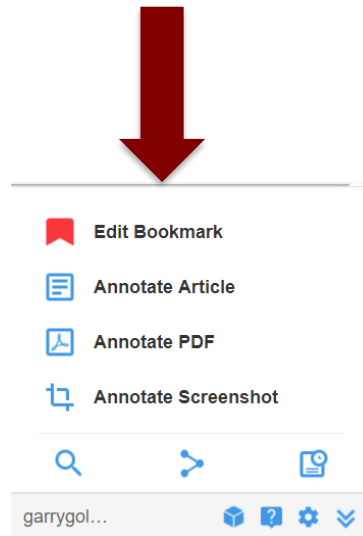 Edit Bookmark
Annotate Article
Annotate PDF
Annotate Screenshot
garrygol...